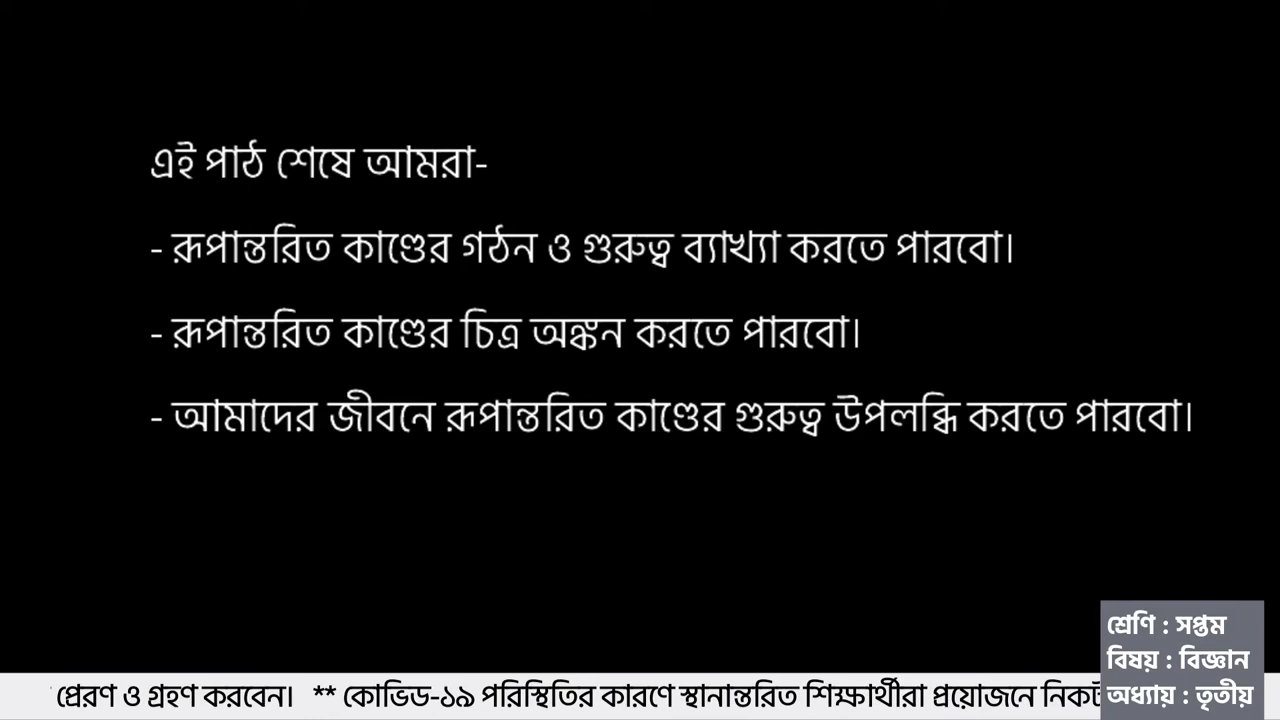 এই পাঠ শেষে আমরা-
- রূপান্তরিত কাণ্ডের গঠন ও গুরুত্ব ব্যাখ্যা করতে পারবো।
- রূপান্তরিত কাণ্ডের চিত্র অঙ্কন করতে পারবো।
- আমাদের জীবনে রূপান্তরিত কাণ্ডের গুরুত্ব উপলব্ধি করতে পারবো।
শ্রেণি : সপ্তম
বিষয় : বিজ্ঞান
অধ্যায় : তৃতীয়
প্রেরণ ও গ্রহণ করবেন। ** কোভিড-১৯ পরিস্থিতির কারণে স্থানান্তরিত শিক্ষার্থীরা প্রয়োজনে